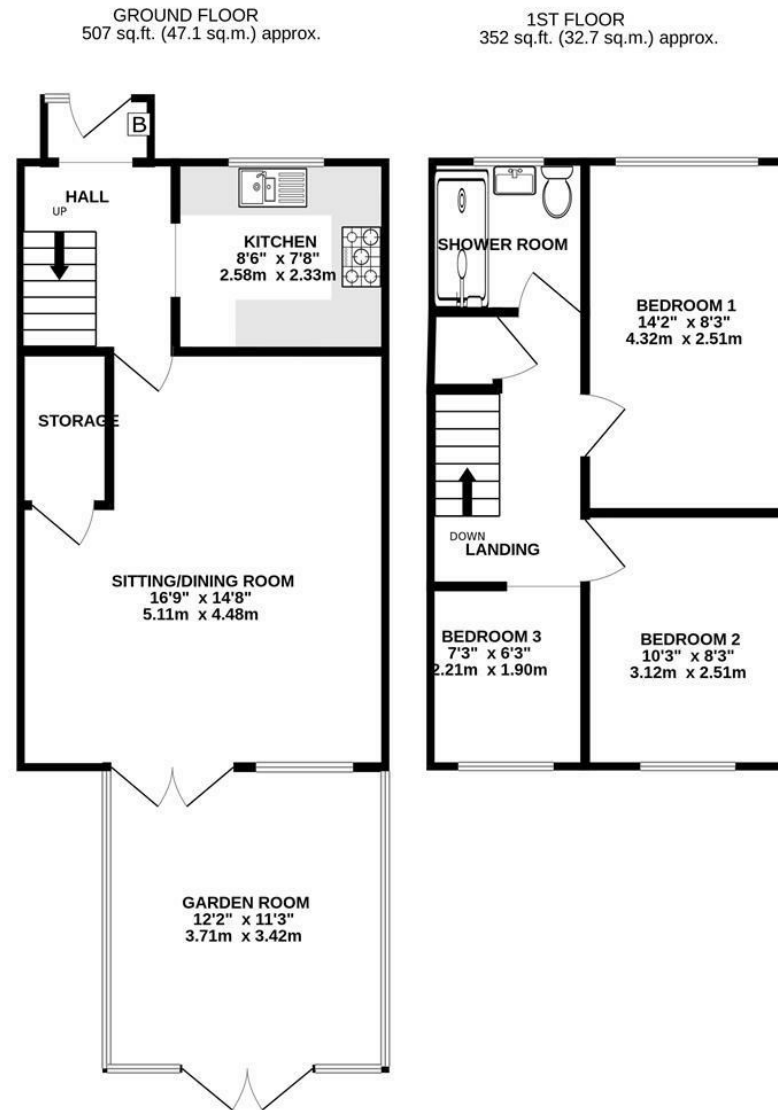 GROUND FLOOR
507 sq.ft. (47.1 sq.m.) approx.
B
HALL
UP
KITCHEN
8'6" x 7'8"
2.58m x 2.33m
STORAGE
SITTING/DINING ROOM
16'9" x 14'8"
5.11m x 4.48m
GARDEN ROOM
12'2" x 11'3"
3.71m x 3.42m
1ST FLOOR
352 sq.ft. (32.7 sq.m.) approx.
SHOWER ROOM
BEDROOM 1
14'2" x 8'3"
4.32m x 2.51m
DOWN
LANDING
BEDROOM 3
7'3" x 6'3"
2.21m x 1.90m
BEDROOM 2
10'3" x 8'3"
3.12m x 2.51m